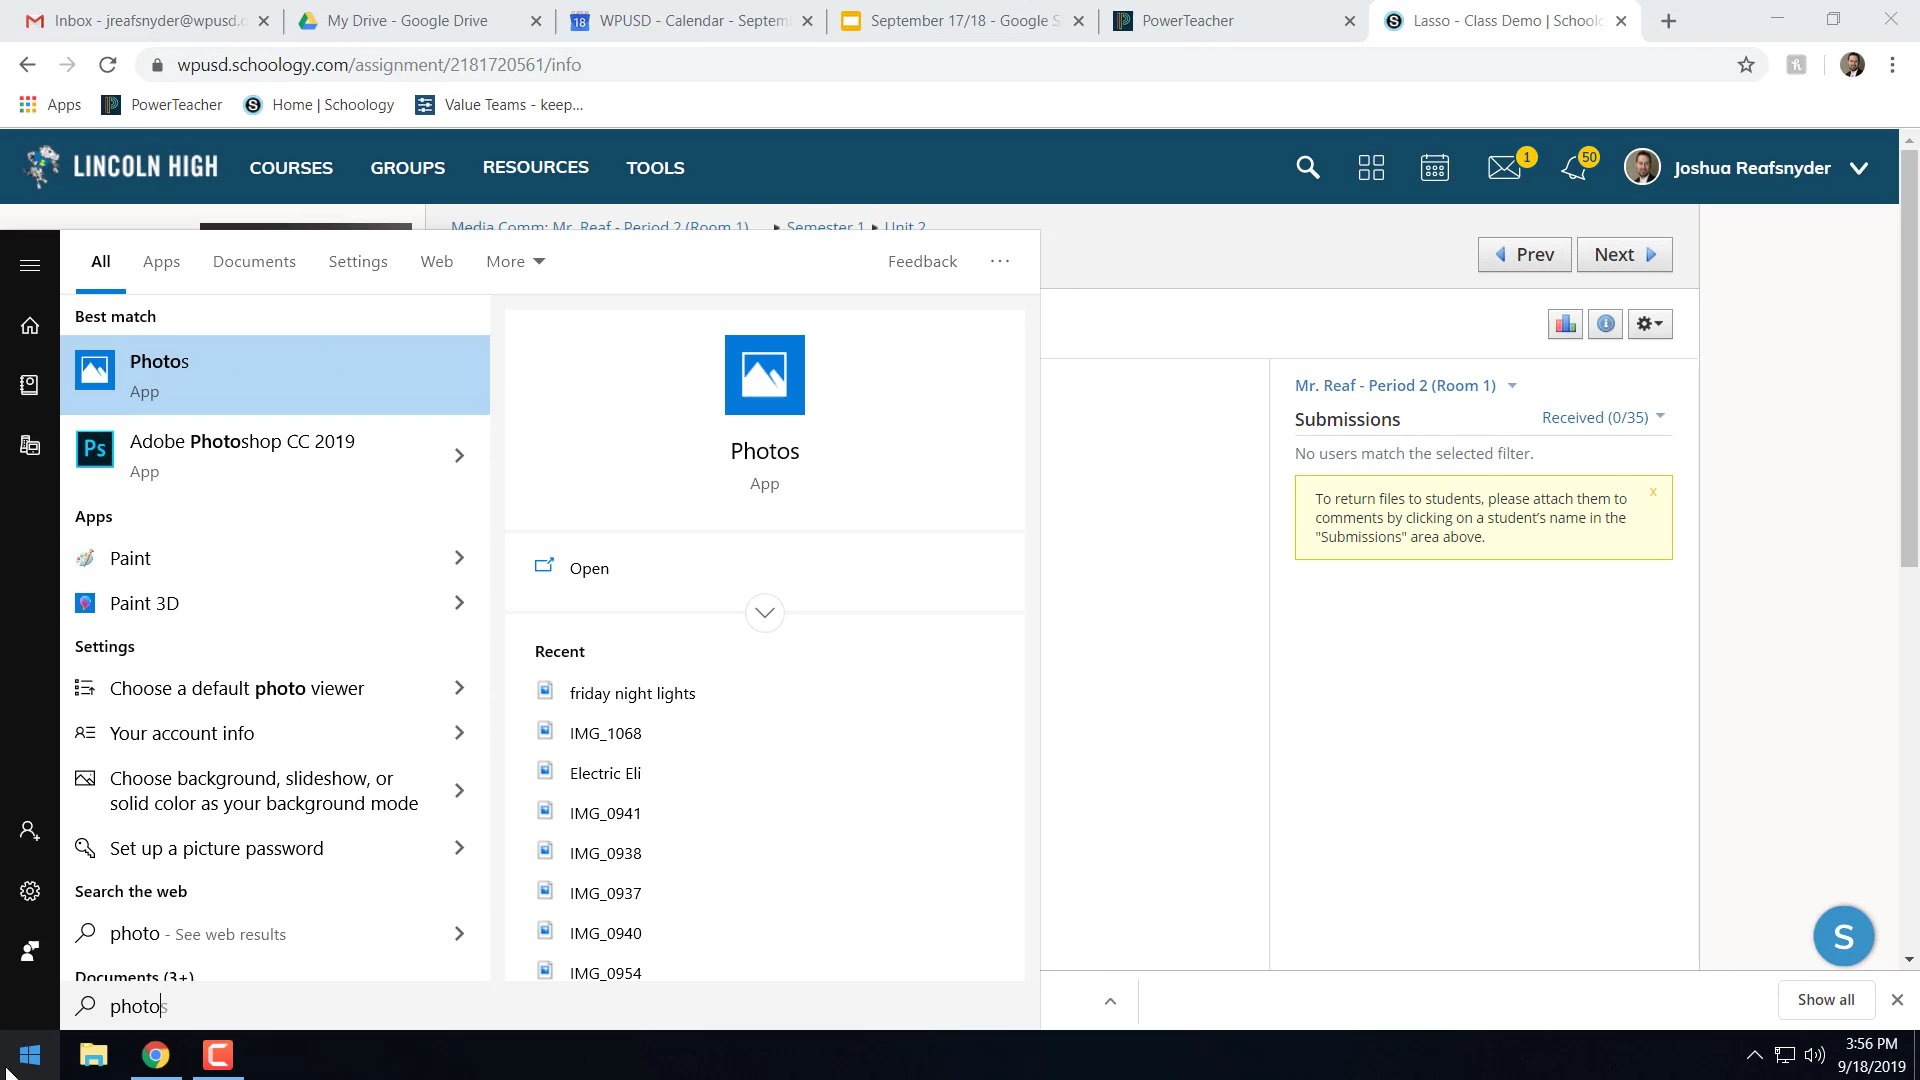 Inbox - jreafsnyder@wpusd.
My Drive - Google Drive
18
WPUSD - Calendar - Septem
September 17/18 - Google S
PowerTeacher
Lasso - Class Demo | Schoolo
wpusd.schoology.com/assignment/2181720561/info
Apps
PowerTeacher
Home | Schoology
Value Teams - keep...
LINCOLN HIGH
COURSES
GROUPS
RESOURCES
TOOLS
1
50
Joshua Reafsnyder
Media Comm: Mr. Reaf - Period 2 (Room 1)
Semester 1
Unit 2
Prev
Next
All
Apps
Documents
Settings
Web
More
Feedback
Best match
Photos
App
Ps
Adobe Photoshop CC 2019
App
Apps
Paint
Paint 3D
Settings
Choose a default photo viewer
Your account info
Choose background, slideshow, or
solid color as your background mode
Set up a picture password
Search the web
photo - See web results
Documents (3+)
photos
Photos
App
Open
Recent
friday night lights
IMG_1068
Electric Eli
IMG_0941
IMG_0938
IMG_0937
IMG_0940
IMG_0954
Mr. Reaf - Period 2 (Room 1)
Submissions
Received (0/35)
No users match the selected filter.
To return files to students, please attach them to
comments by clicking on a student's name in the
"Submissions" area above.
x
S
Show all
3:56 PM
9/18/2019